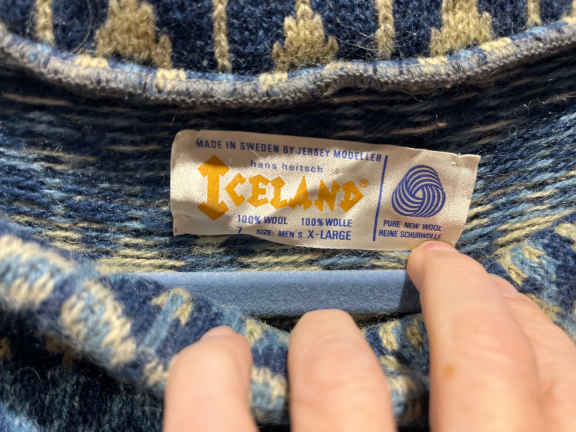 MADE IN SWEDEN BY JERSEY MODELLER
hans heitsch
ICELAND®
100% WOOL 100% WOLLE
7 SIZE: MEN'S X-LARGE
PURE NEW WOOL
REINE SCHURWOLLE